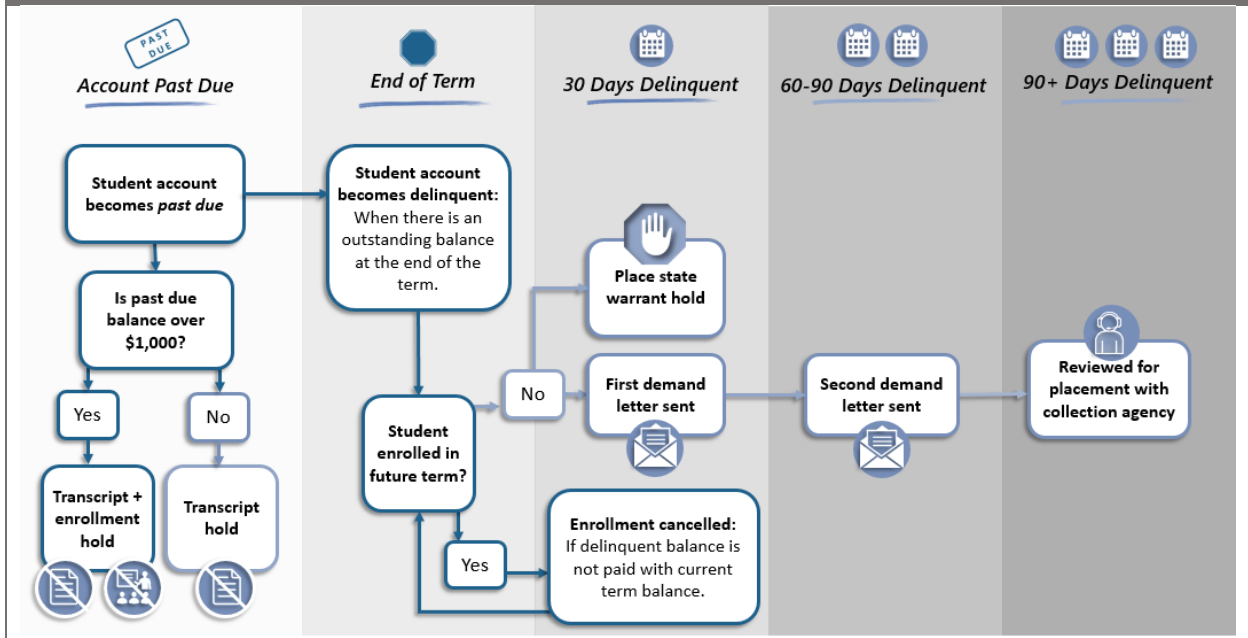 PAST
DUE
Account Past Due
End of Term
30 Days Delinquent
60-90 Days Delinquent
90+ Days Delinquent
Student account
becomes past due
Is past due
balance over
$1,000?
Yes
No
Transcript +
enrollment
hold
Transcript
hold
Student account
becomes delinquent:
When there is an
outstanding balance
at the end of the
term.
Student
enrolled in
future term?
No
Yes
Place state
warrant hold
First demand
letter sent
Enrollment cancelled:
If delinquent balance is
not paid with current
term balance.
Second demand
letter sent
Reviewed for
placement with
collection agency